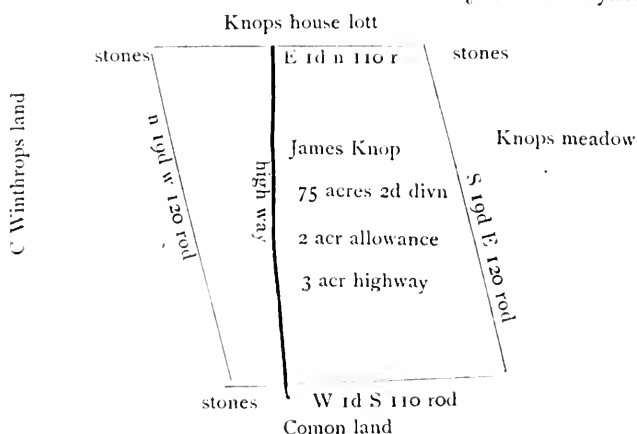 Knops house lott
stones
E 1d n 110 r
stones
C Winthrops land
n 19d w 120 rod
high way
James Knop
75 acres 2d divn
2 acr allowance
3 acr highway
S 19d E 120 rod
Knops meadow
stones
W 1d S 110 rod
Comon land